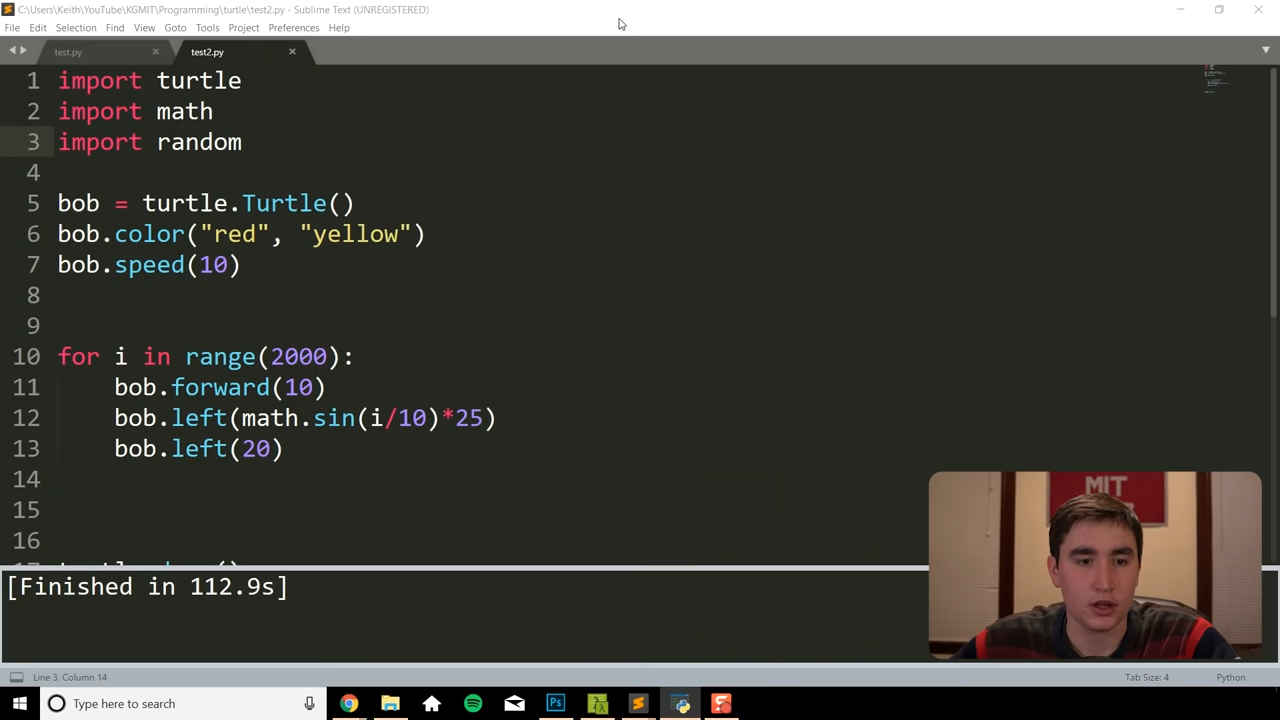 C:\Users\Keith\YouTube\KGMIT\Programming\turtle\test2.py - Sublime Text (UNREGISTERED)
File Edit Selection Find View Goto Tools Project Preferences Help
test.py × test2.py ×
1 import turtle
2 import math
3 import random
4
5 bob = turtle.Turtle()
6 bob.color("red", "yellow")
7 bob.speed(10)
8
9
10 for i in range(2000):
11 bob.forward(10)
12 bob.left(math.sin(i/10)*25)
13 bob.left(20)
14
15
16
[Finished in 112.9s]
MIT
Line 3, Column 14 Tab Size: 4 Python
Type here to search
Ps